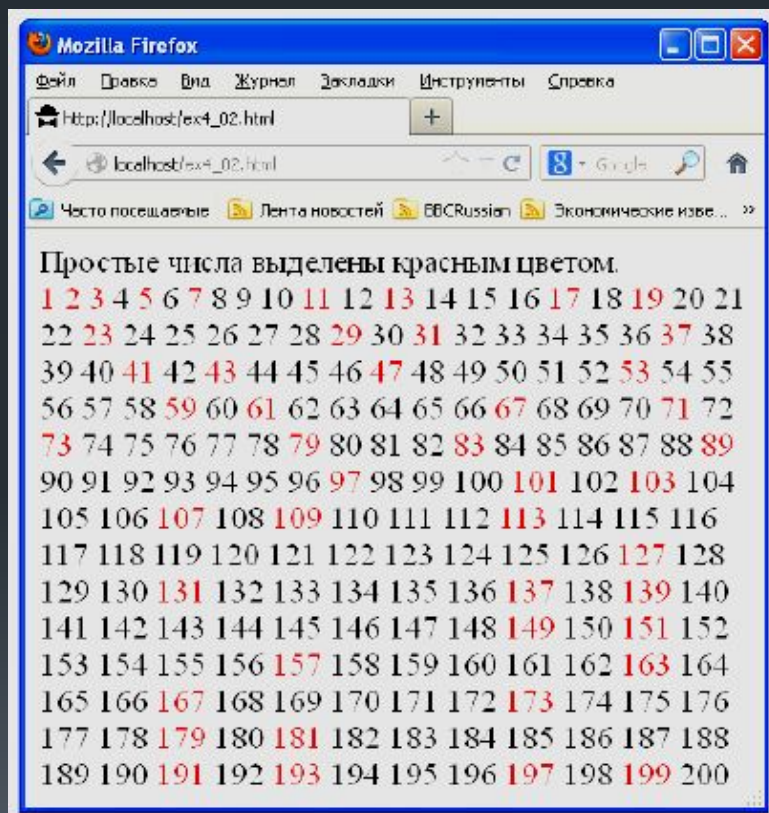 Mozilla Firefox
Файл Правка Вид Журнал Закладки Инструменты Справка
http://localhost/ex4_02.html +
localhost/ex4_02.html Google
Часто посещаемые Лента новостей BBCRussian Экономические изве... »
Простые числа выделены красным цветом.
1 2 3 4 5 6 7 8 9 10 11 12 13 14 15 16 17 18 19 20 21
22 23 24 25 26 27 28 29 30 31 32 33 34 35 36 37 38
39 40 41 42 43 44 45 46 47 48 49 50 51 52 53 54 55
56 57 58 59 60 61 62 63 64 65 66 67 68 69 70 71 72
73 74 75 76 77 78 79 80 81 82 83 84 85 86 87 88 89
90 91 92 93 94 95 96 97 98 99 100 101 102 103 104
105 106 107 108 109 110 111 112 113 114 115 116
117 118 119 120 121 122 123 124 125 126 127 128
129 130 131 132 133 134 135 136 137 138 139 140
141 142 143 144 145 146 147 148 149 150 151 152
153 154 155 156 157 158 159 160 161 162 163 164
165 166 167 168 169 170 171 172 173 174 175 176
177 178 179 180 181 182 183 184 185 186 187 188
189 190 191 192 193 194 195 196 197 198 199 200